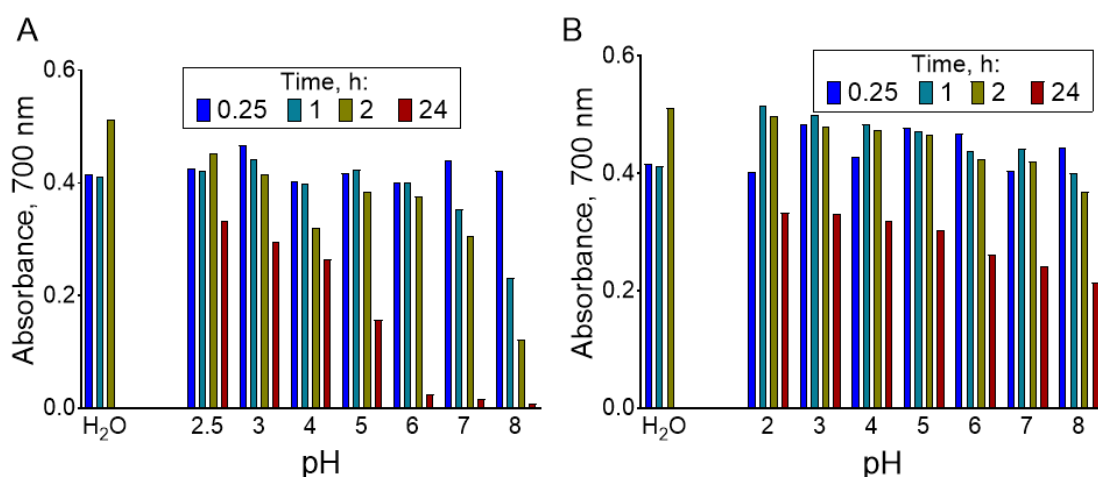 A
Absorbance, 700 nm
0.6
0.4
0.2
0.0
Time, h:
0.25 1 2 24
H₂O 2.5 3 4 5 6 7 8
pH
B
Absorbance, 700 nm
0.6
0.4
0.2
0.0
Time, h:
0.25 1 2 24
H₂O 2 3 4 5 6 7 8
pH